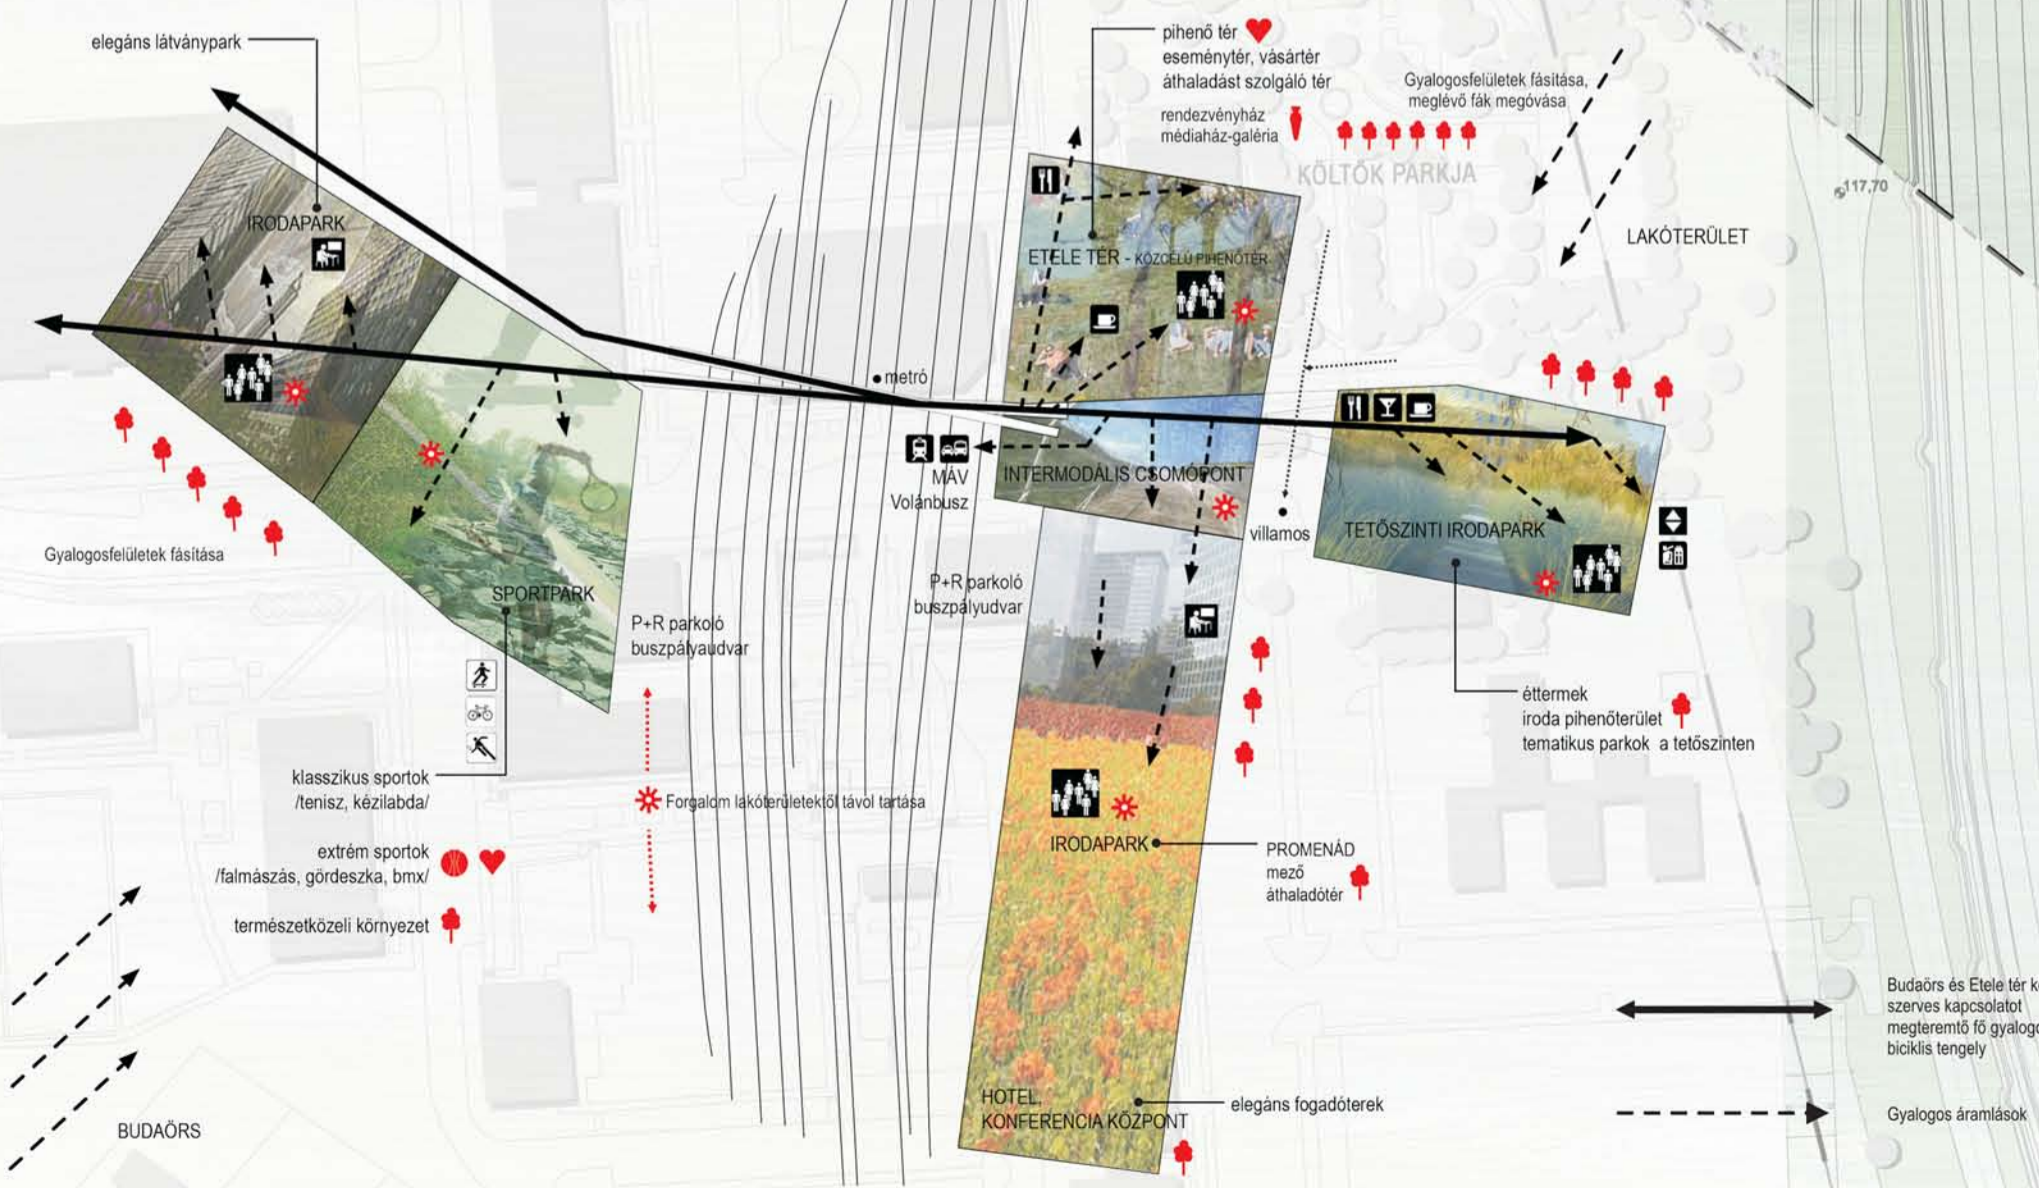 elegáns látványpark
IRODAPARK
pihenő tér
eseménytér, vásártér
áthaladást szolgáló tér
rendezvényház
médiaház-galéria
Gyalogosfelületek fásítása,
meglévő fák megóvása
KÖLTŐK PARKJA
117,70
LAKÓTERÜLET
ETELE TÉR - KÖZCÉLÚ PIHENŐTÉR
metró
MÁV
Volánbusz
INTERMODÁLIS CSOMÓPONT
villamos
TETŐSZINTI IRODAPARK
Gyalogosfelületek fásítása
SPORTPARK
P+R parkoló
buszpályaudvar
P+R parkoló
buszpályudvar
éttermek
iroda pihenőterület
tematikus parkok a tetőszinten
klasszikus sportok
/tenisz, kézilabda/
Forgalom lakóterületektől távol tartása
extrém sportok
/falmászás, gördeszka, bmx/
természetközeli környezet
IRODAPARK
PROMENÁD
mező
áthaladótér
HOTEL,
KONFERENCIA KÖZPONT
elegáns fogadóterek
BUDAÖRS
Budaörs és Etele tér
szerves kapcsolatot
megteremtő fő
biciklis tengely
Gyalogos áramlások